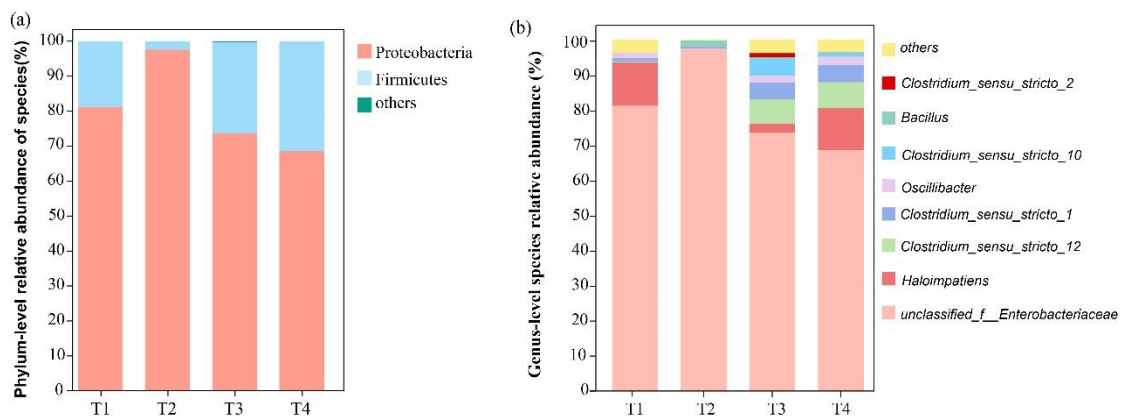 (a)
Phylum-level relative abundance of species(%)
100
90
80
70
60
50
40
30
20
10
0
T1 T2 T3 T4
Proteobacteria
Firmicutes
others
(b)
Genus-level species relative abundance (%)
100
90
80
70
60
50
40
30
20
10
0
T1 T2 T3 T4
others
Clostridium_sensu_stricto_2
Bacillus
Clostridium_sensu_stricto_10
Oscillibacter
Clostridium_sensu_stricto_1
Clostridium_sensu_stricto_12
Haloimpatiens
unclassified_f__Enterobacteriaceae